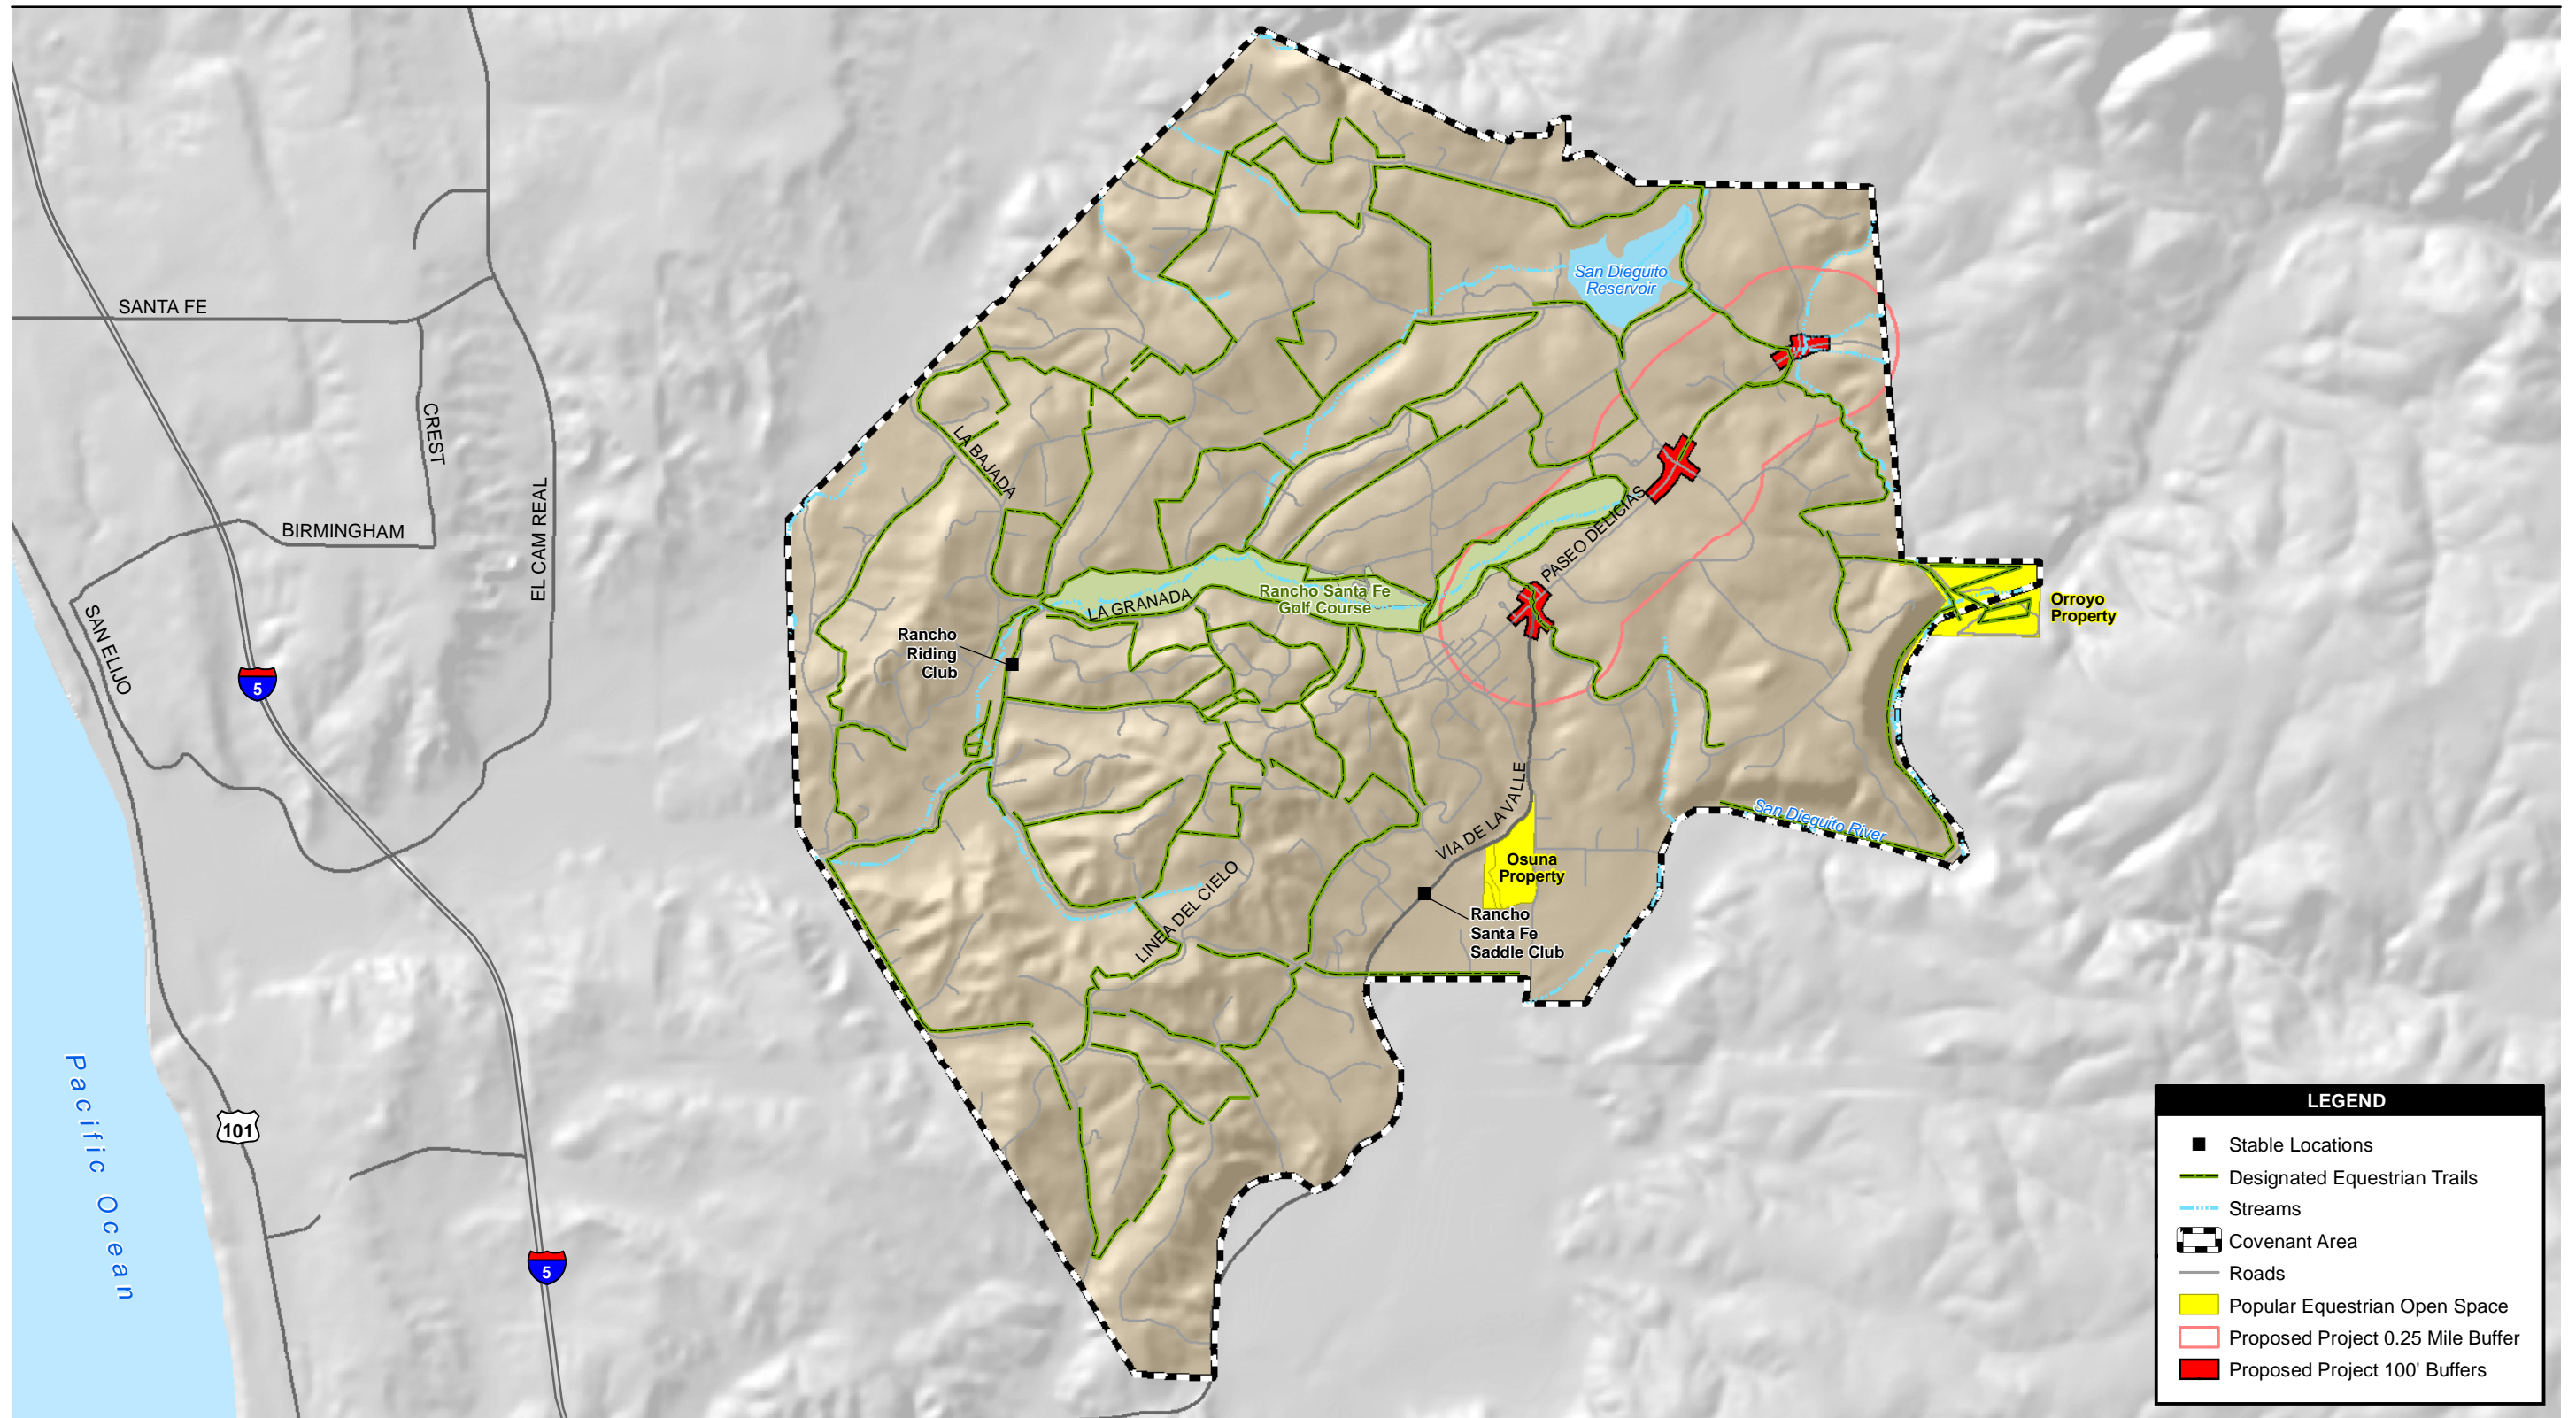 SANTA FE
CREST
BIRMINGHAM
EL CAM REAL
SAN ELIJO
5
101
5
Pacific Ocean
San Dieguito
Reservoir
LA BAJADA
PASEO DELICIAS
LA GRANADA
Rancho Santa Fe
Golf Course
Rancho
Riding
Club
Orroyo
Property
VIA DE LA VALLE
San Dieguito River
Osuna
Property
LINEA DEL CIELO
Rancho
Santa Fe
Saddle Club
LEGEND
Stable Locations
Designated Equestrian Trails
Streams
Covenant Area
Roads
Popular Equestrian Open Space
Proposed Project 0.25 Mile Buffer
Proposed Project 100' Buffers